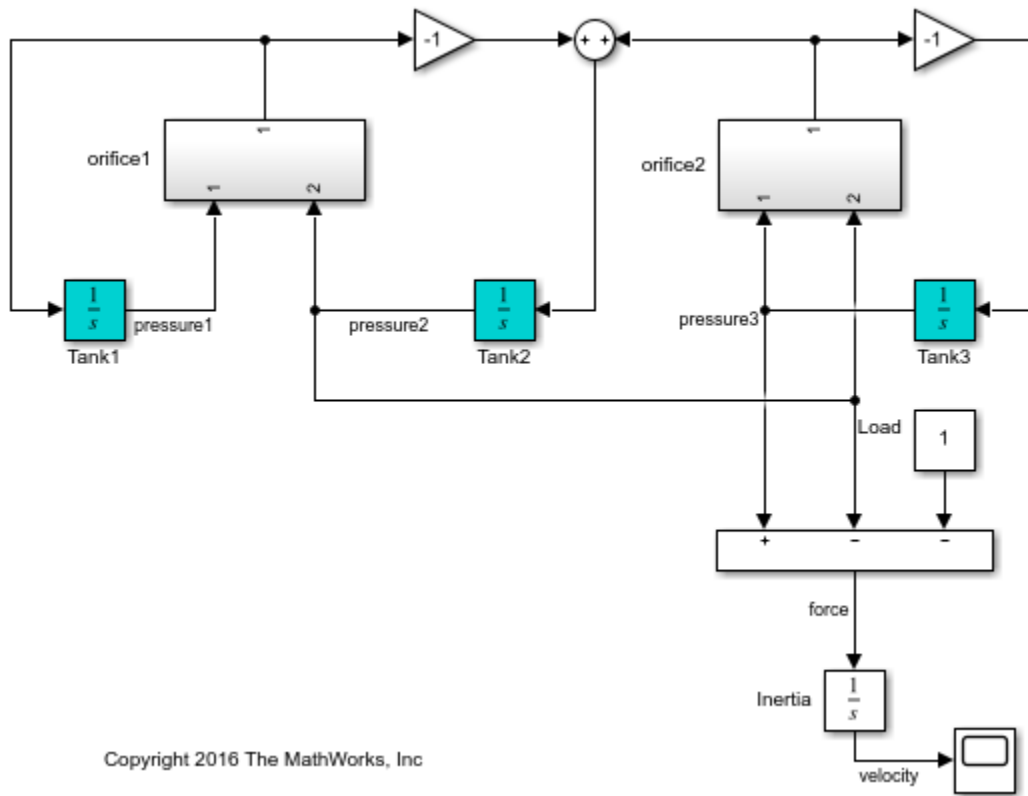 -1
+ +
-1
1
orifice1
1
2
1
orifice2
1
2
1
s
pressure1
Tank1
pressure2
1
s
Tank2
pressure3
1
s
Tank3
Load
1
+
−
−
force
Inertia
1
s
velocity
Copyright 2016 The MathWorks, Inc